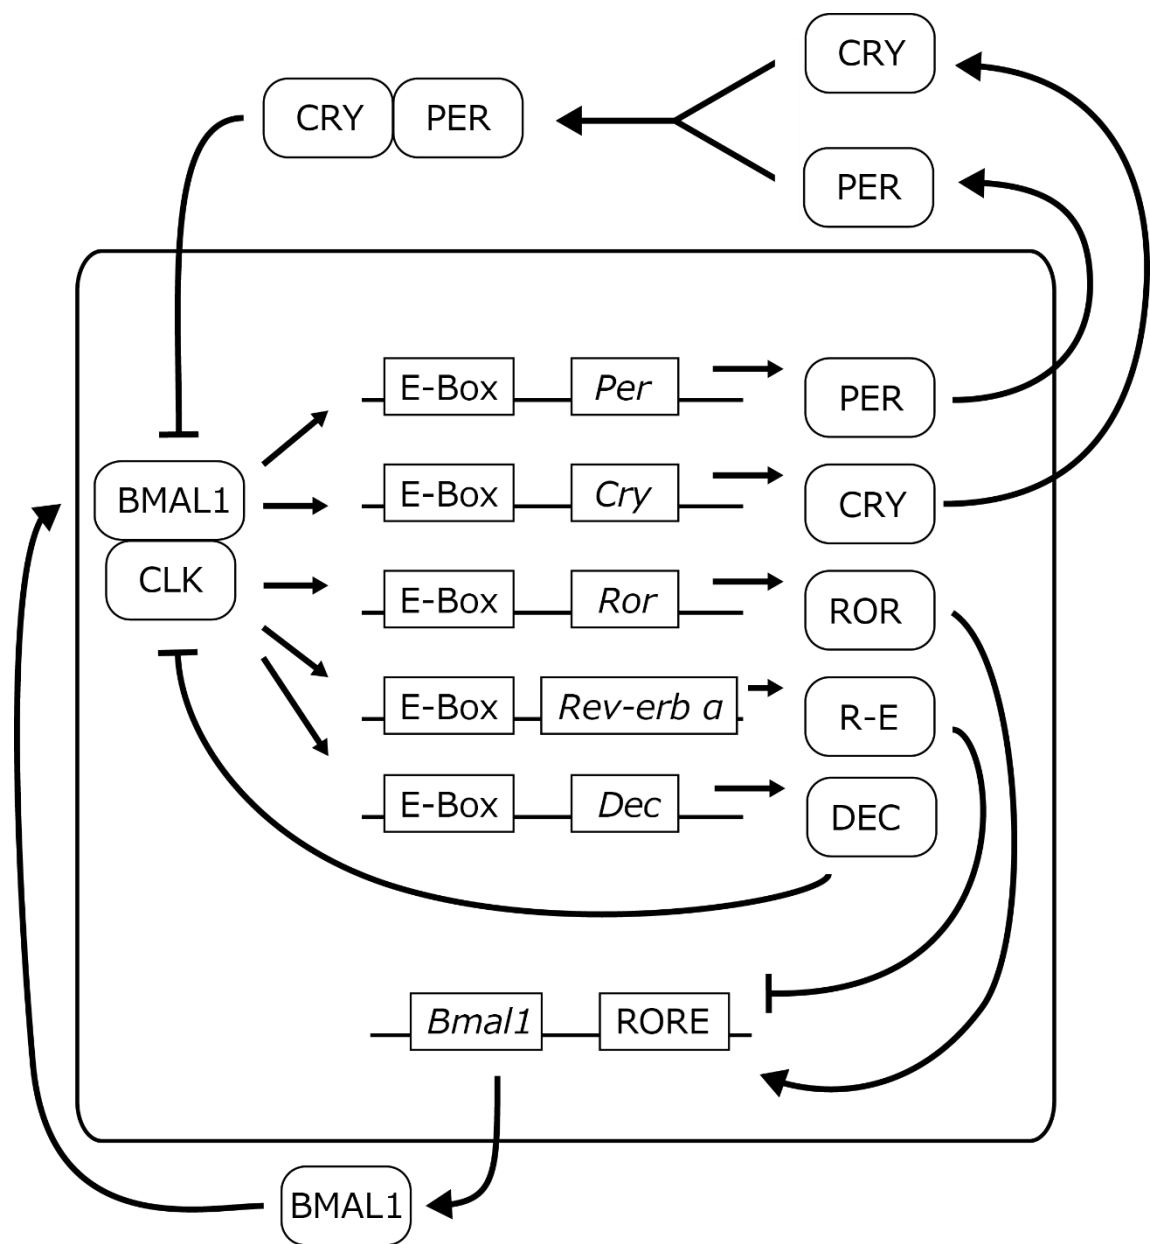 CRY
CRY PER
PER
E-Box Per PER
BMAL1
E-Box Cry CRY
CLK
E-Box Ror ROR
E-Box Rev-erb a R-E
E-Box Dec DEC
Bmal1 RORE
BMAL1